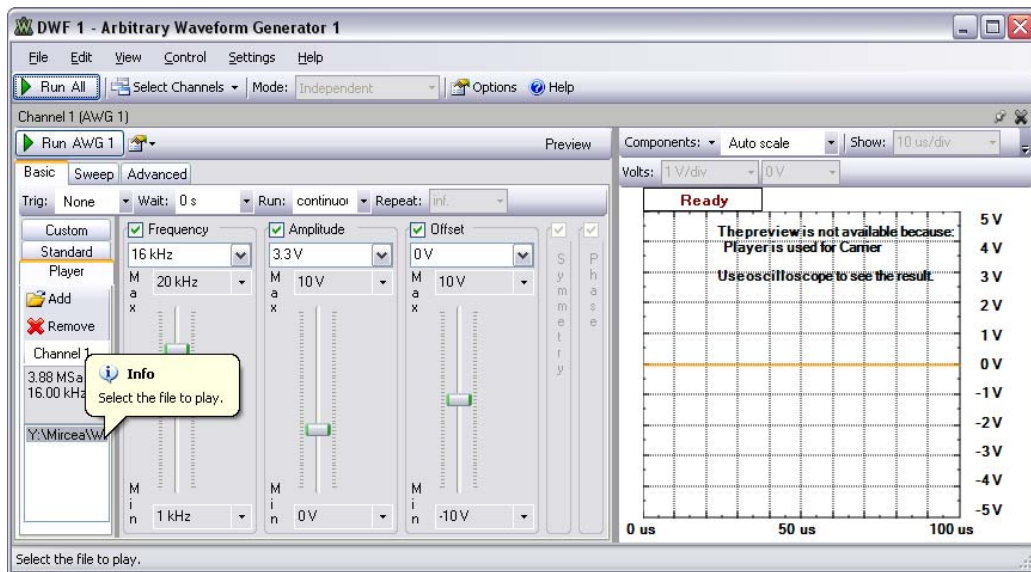 DWF 1 - Arbitrary Waveform Generator 1
File Edit View Control Settings Help
Run All Select Channels Mode: Independent Options Help
Channel 1 (AWG 1)
Run AWG 1 Preview
Basic Sweep Advanced
Trig: None Wait: 0 s Run: continuou Repeat: inf.
Custom
Standard
Player
Add
Remove
Channel 1
3.88 MSa
16.00 kHz
Y:\Mircea\W
Info
Select the file to play.
Frequency
16 kHz
Max
20 kHz
Min
1 kHz
Amplitude
3.3 V
Max
10 V
Min
0 V
Offset
0 V
Max
10 V
Min
-10 V
Symmetry
Phase
Components: Auto scale Show: 10 us/div
Volts: 1 V/div 0 V
Ready
The preview is not available because:
Player is used for Carrier
Use oscilloscope to see the result.
5 V
4 V
3 V
2 V
1 V
0 V
-1 V
-2 V
-3 V
-4 V
-5 V
0 us 50 us 100 us
Select the file to play.